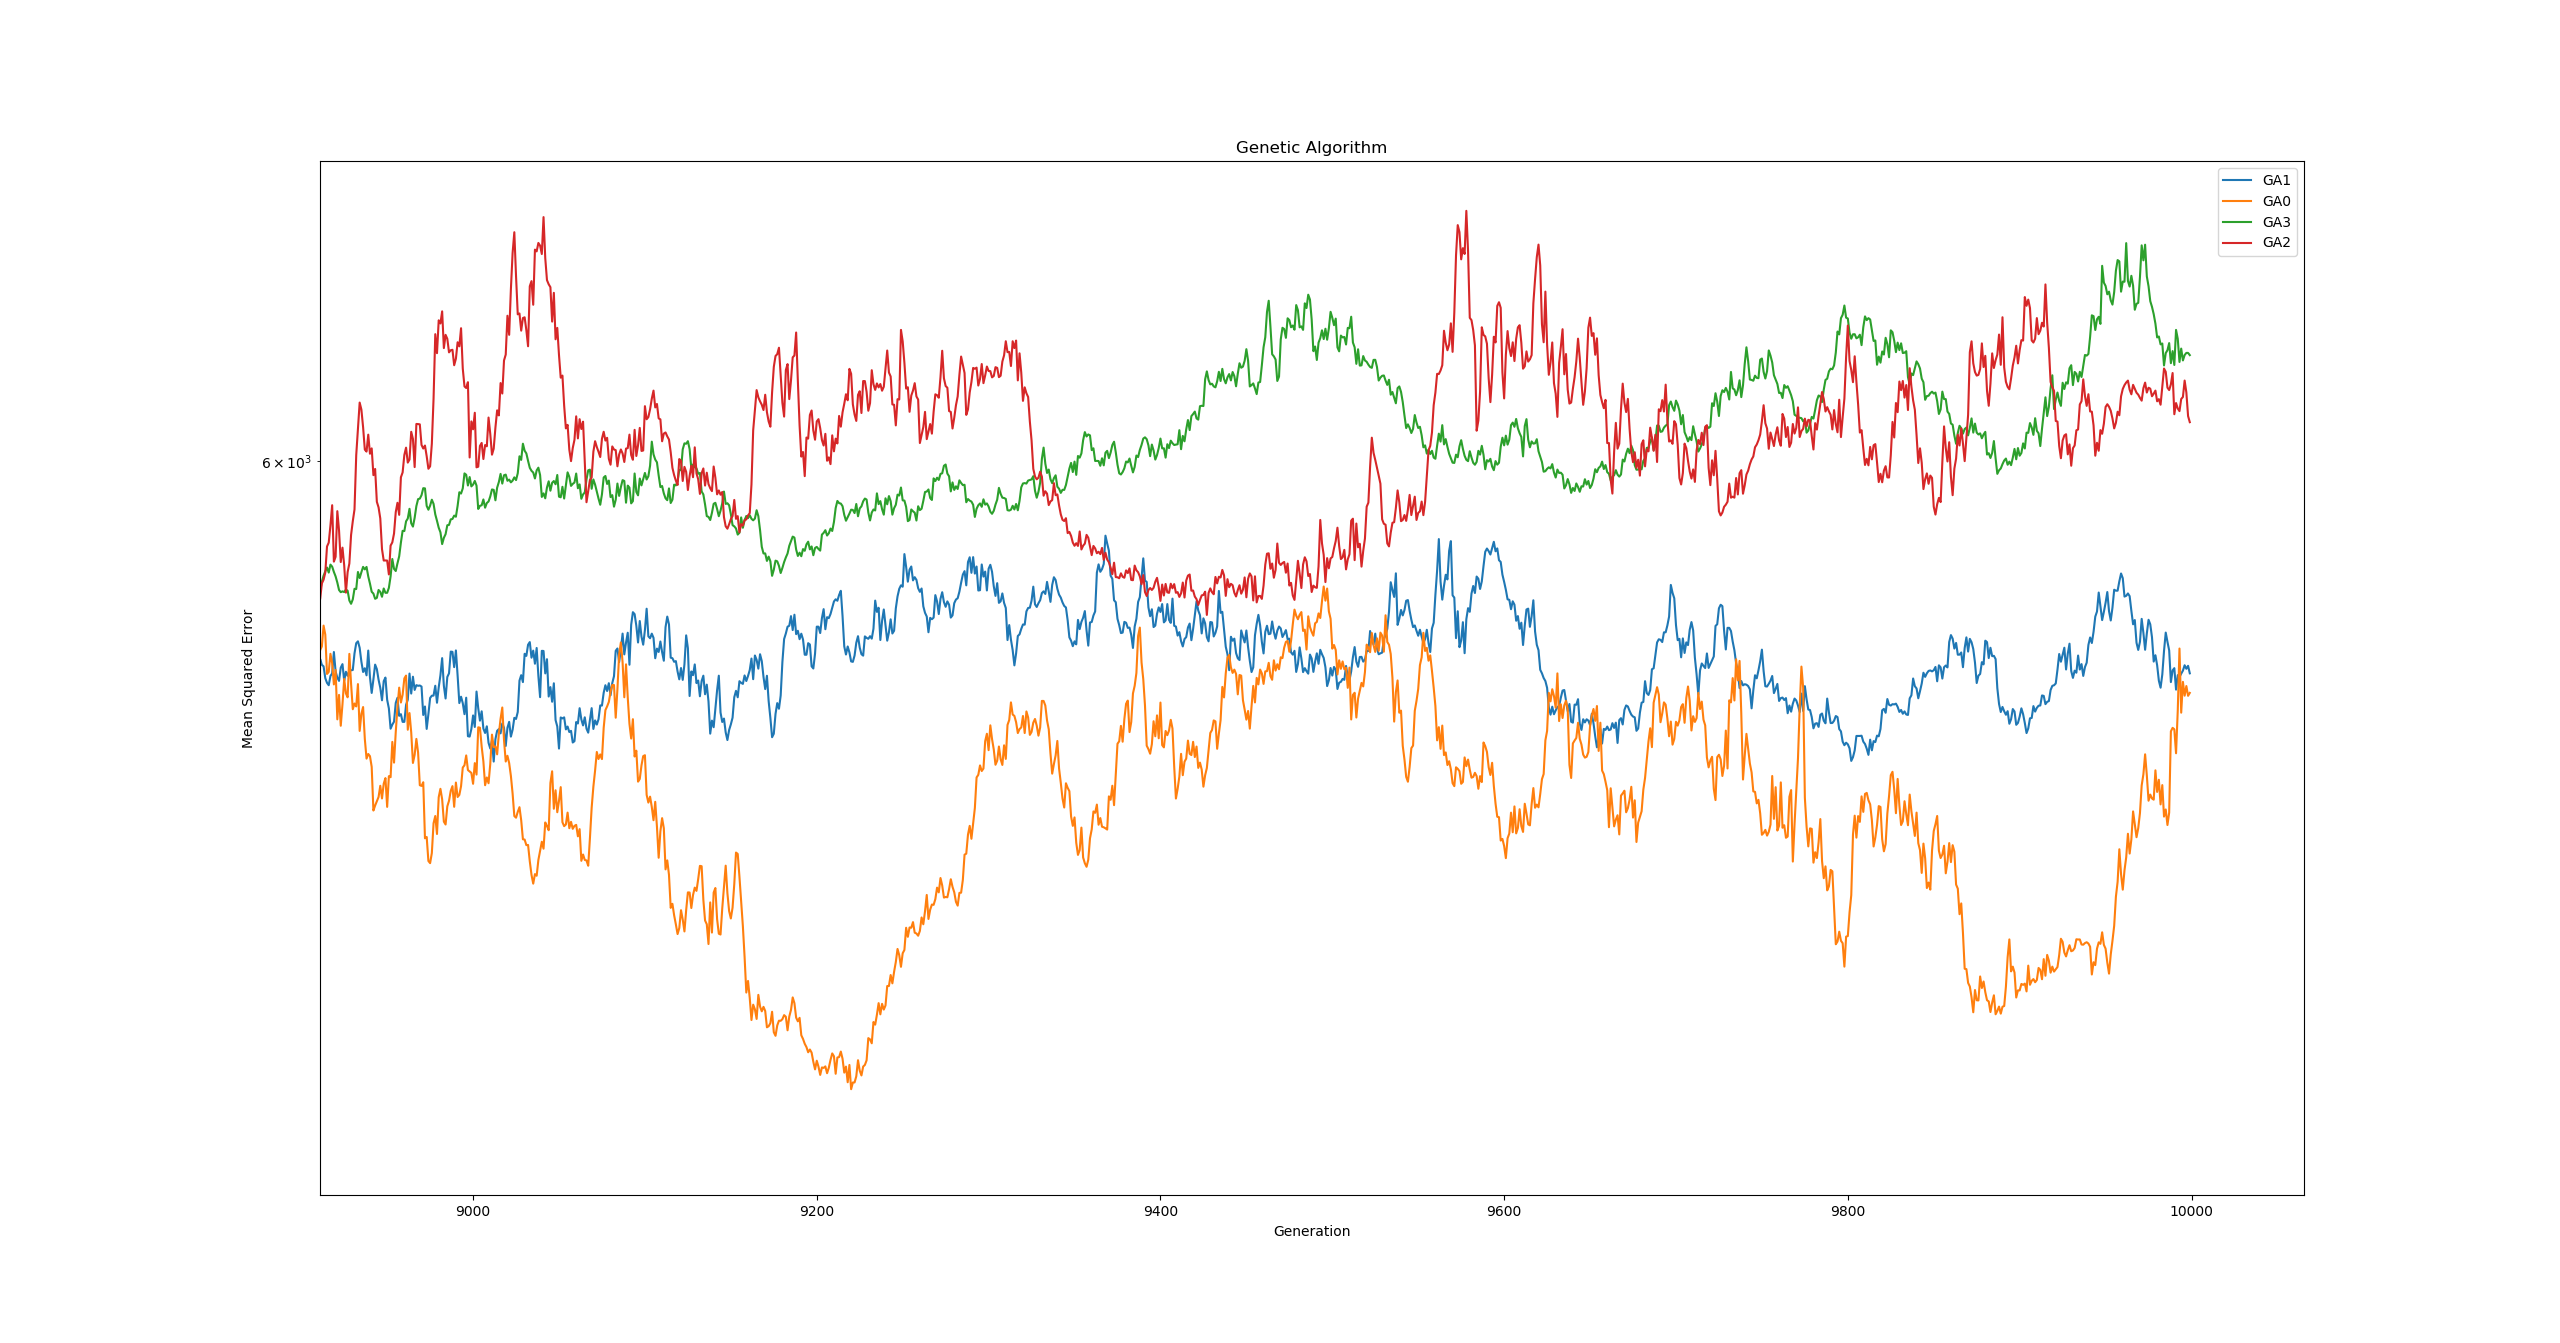 Genetic Algorithm
GA1
GA0
GA3
GA2
6 × 10³
Mean Squared Error
9000
9200
9400
9600
9800
10000
Generation